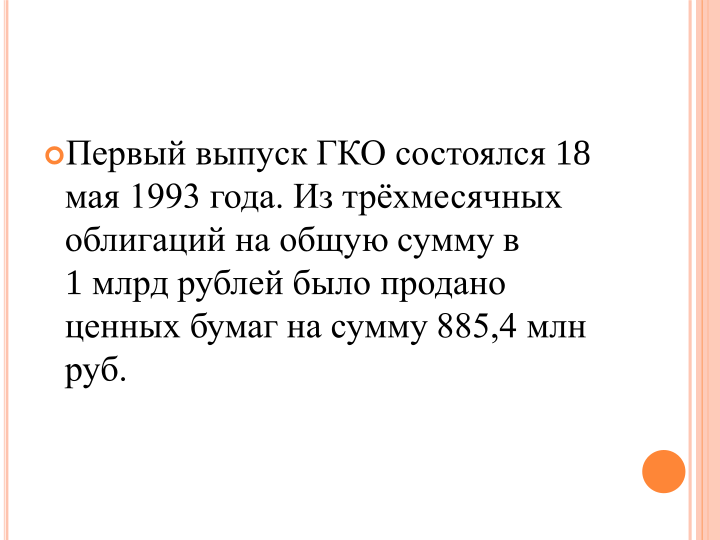 Первый выпуск ГКО состоялся 18
мая 1993 года. Из трёхмесячных
облигаций на общую сумму в
1 млрд рублей было продано
ценных бумаг на сумму 885,4 млн
руб.